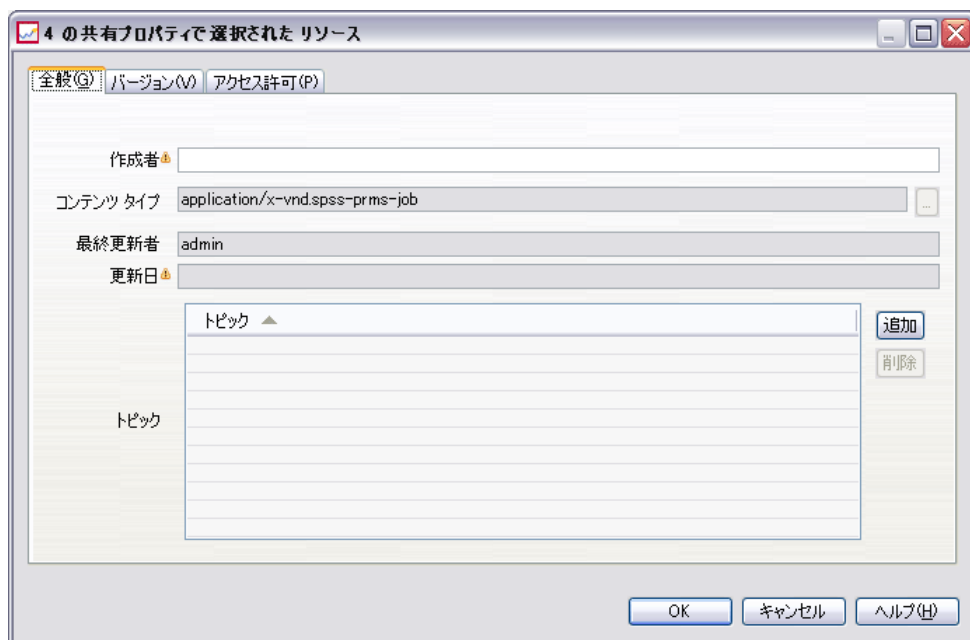 4 の共有プロパティで選択された リソース
全般(G) バージョン(V) アクセス許可(P)
作成者
コンテンツ タイプ application/x-vnd.spss-prms-job ...
最終更新者 admin
更新日
トピック
追加
削除
トピック
OK キャンセル ヘルプ(H)